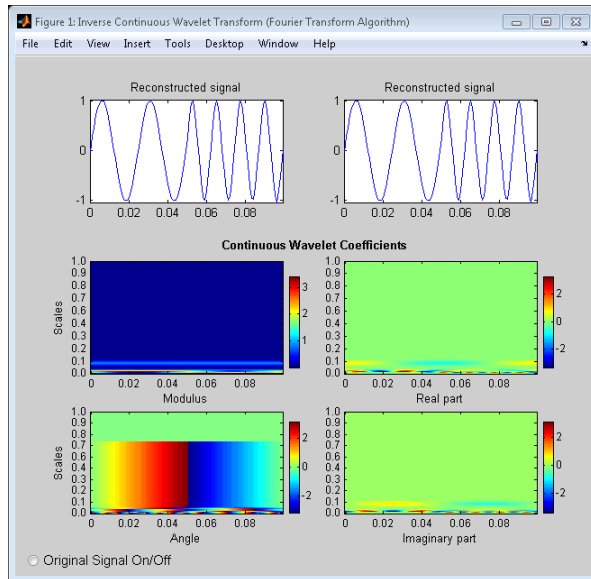 Figure 1: Inverse Continuous Wavelet Transform (Fourier Transform Algorithm)
File Edit View Insert Tools Desktop Window Help
Reconstructed signal Reconstructed signal
1 1
0 0
-1 -1
0 0.02 0.04 0.06 0.08 0 0.02 0.04 0.06 0.08
Continuous Wavelet Coefficients
Scales
1.0 1.0
0.9 0.9
0.8 0.8
0.7 0.7
0.6 0.6
0.5 0.5
0.4 0.4
0.3 0.3
0.2 0.2
0.1 0.1
0.0 0.0
3 2
2 0
1 -2
0 0.02 0.04 0.06 0.08 0 0.02 0.04 0.06 0.08
Modulus Real part
Scales
1.0 1.0
0.9 0.9
0.8 0.8
0.7 0.7
0.6 0.6
0.5 0.5
0.4 0.4
0.3 0.3
0.2 0.2
0.1 0.1
0.0 0.0
2 2
0 0
-2 -2
0 0.02 0.04 0.06 0.08 0 0.02 0.04 0.06 0.08
Angle Imaginary part
Original Signal On/Off